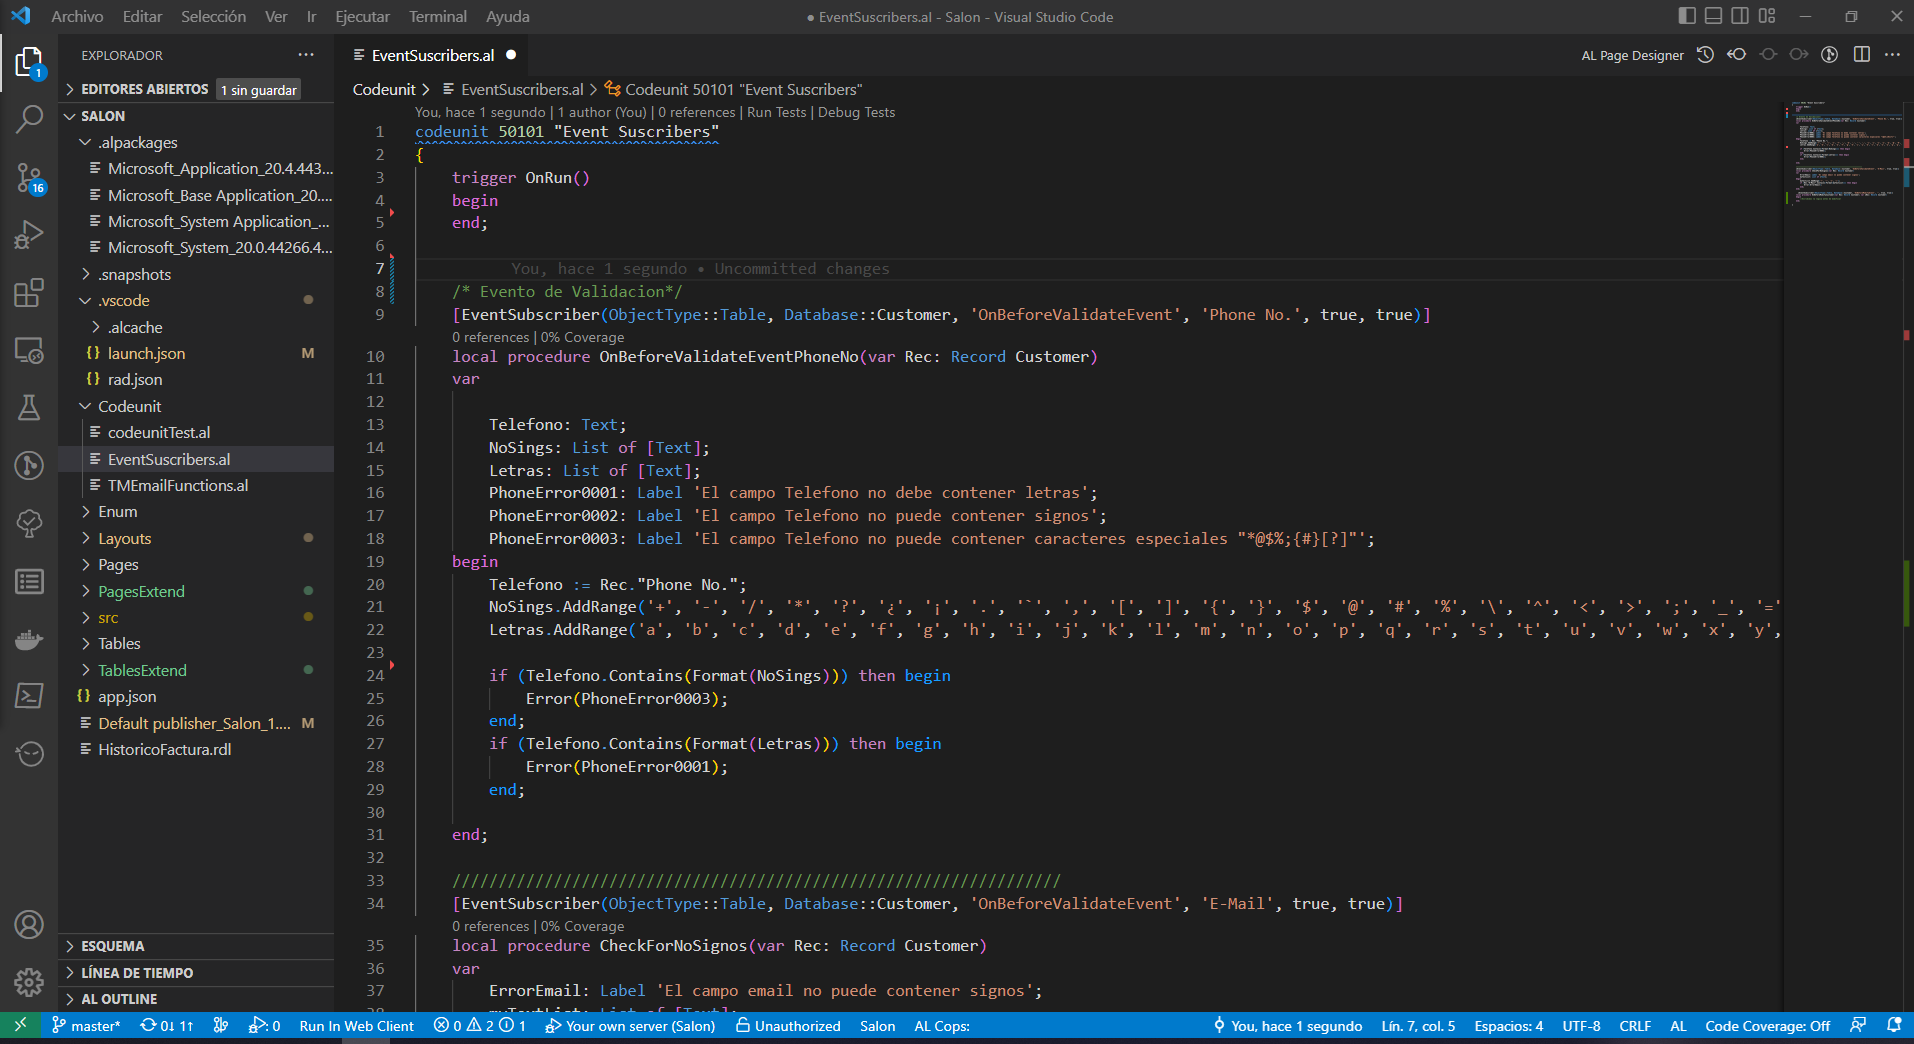 Archivo Editar Selección Ver Ir Ejecutar Terminal Ayuda
● EventSuscribers.al - Salon - Visual Studio Code
EXPLORADOR
EDITORES ABIERTOS 1 sin guardar
SALON
.alpackages
Microsoft_Application_20.4.443...
Microsoft_Base Application_20....
Microsoft_System Application_...
Microsoft_System_20.0.44266.4...
.snapshots
.vscode
.alcache
{} launch.json M
{} rad.json
Codeunit
codeunitTest.al
EventSuscribers.al
TMEmailFunctions.al
Enum
Layouts
Pages
PagesExtend
src
Tables
TablesExtend
{} app.json
Default publisher_Salon_1.... M
HistoricoFactura.rdl
ESQUEMA
LÍNEA DE TIEMPO
AL OUTLINE
1
16
EventSuscribers.al ●
AL Page Designer
Codeunit > EventSuscribers.al > Codeunit 50101 "Event Suscribers"
You, hace 1 segundo | 1 author (You) | 0 references | Run Tests | Debug Tests
1 codeunit 50101 "Event Suscribers"
2 {
3 trigger OnRun()
4 begin
5 end;
6
7 You, hace 1 segundo • Uncommitted changes
8 /* Evento de Validacion*/
9 [EventSubscriber(ObjectType::Table, Database::Customer, 'OnBeforeValidateEvent', 'Phone No.', true, true)]
0 references | 0% Coverage
10 local procedure OnBeforeValidateEventPhoneNo(var Rec: Record Customer)
11 var
12
13 Telefono: Text;
14 NoSings: List of [Text];
15 Letras: List of [Text];
16 PhoneError0001: Label 'El campo Telefono no debe contener letras';
17 PhoneError0002: Label 'El campo Telefono no puede contener signos';
18 PhoneError0003: Label 'El campo Telefono no puede contener caracteres especiales "*@$%;{#}[?]"';
19 begin
20 Telefono := Rec."Phone No.";
21 NoSings.AddRange('+', '-', '/', '*', '?', '¿', '¡', '.', '`', ',', '[', ']', '{', '}', '$', '@', '#', '%', '\', '^', '<', '>', ';', '_', '='
22 Letras.AddRange('a', 'b', 'c', 'd', 'e', 'f', 'g', 'h', 'i', 'j', 'k', 'l', 'm', 'n', 'o', 'p', 'q', 'r', 's', 't', 'u', 'v', 'w', 'x', 'y',
23
24 if (Telefono.Contains(Format(NoSings))) then begin
25 Error(PhoneError0003);
26 end;
27 if (Telefono.Contains(Format(Letras))) then begin
28 Error(PhoneError0001);
29 end;
30
31 end;
32
33 //////////////////////////////////////////////////////////////////
34 [EventSubscriber(ObjectType::Table, Database::Customer, 'OnBeforeValidateEvent', 'E-Mail', true, true)]
0 references | 0% Coverage
35 local procedure CheckForNoSignos(var Rec: Record Customer)
36 var
37 ErrorEmail: Label 'El campo email no puede contener signos';
38 myTextList: List of [Text];
master* 0↓ 1↑ : 0 Run In Web Client 0 2 1 Your own server (Salon) Unauthorized Salon AL Cops: You, hace 1 segundo Lín. 7, col. 5 Espacios: 4 UTF-8 CRLF AL Code Coverage: Off